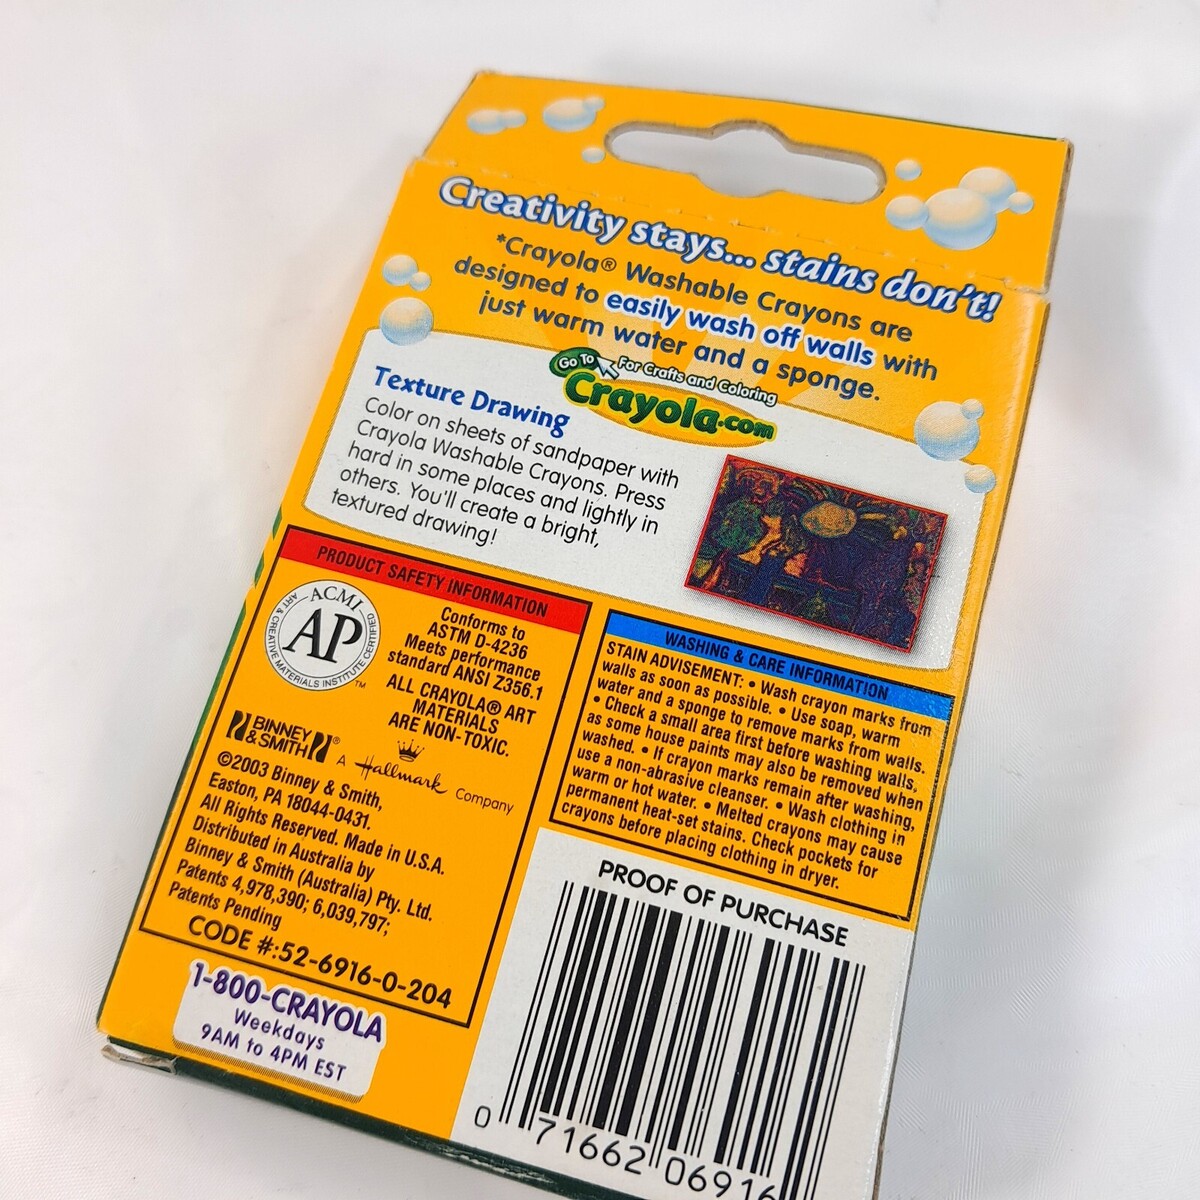 Creativity stays... stains don't!
*Crayola® Washable Crayons are
designed to easily wash off walls with
just warm water and a sponge.
Go To For Crafts and Coloring
Crayola.com
Texture Drawing
Color on sheets of sandpaper with
Crayola Washable Crayons. Press
hard in some places and lightly in
others. You'll create a bright,
textured drawing!
PRODUCT SAFETY INFORMATION
ACMI
AP
ART & CREATIVE MATERIALS INSTITUTE CERTIFIED
TM
Conforms to
ASTM D-4236
Meets performance
standard ANSI Z356.1
ALL CRAYOLA® ART
MATERIALS
ARE NON-TOXIC.
BINNEY
& SMITH®
A Hallmark Company
©2003 Binney & Smith,
Easton, PA 18044-0431.
All Rights Reserved. Made in U.S.A.
Distributed in Australia by
Binney & Smith (Australia) Pty. Ltd.
Patents 4,978,390; 6,039,797;
Patents Pending
CODE #:52-6916-0-204
1-800-CRAYOLA
Weekdays
9AM to 4PM EST
WASHING & CARE INFORMATION
STAIN ADVISEMENT: • Wash crayon marks from
walls as soon as possible. • Use soap, warm
water and a sponge to remove marks from walls.
• Check a small area first before washing walls,
as some house paints may also be removed when
washed. • If crayon marks remain after washing,
use a non-abrasive cleanser. • Wash clothing in
warm or hot water. • Melted crayons may cause
permanent heat-set stains. Check pockets for
crayons before placing clothing in dryer.
PROOF OF PURCHASE
0 71662 06916